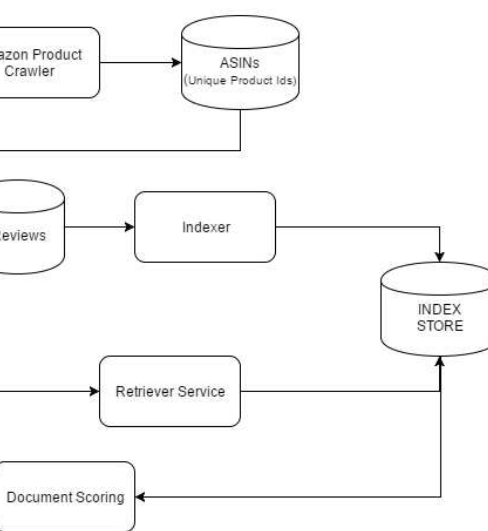 azon Product
Crawler
ASINs
(Unique Product Ids)
eviews
Indexer
INDEX
STORE
Retriever Service
Document Scoring